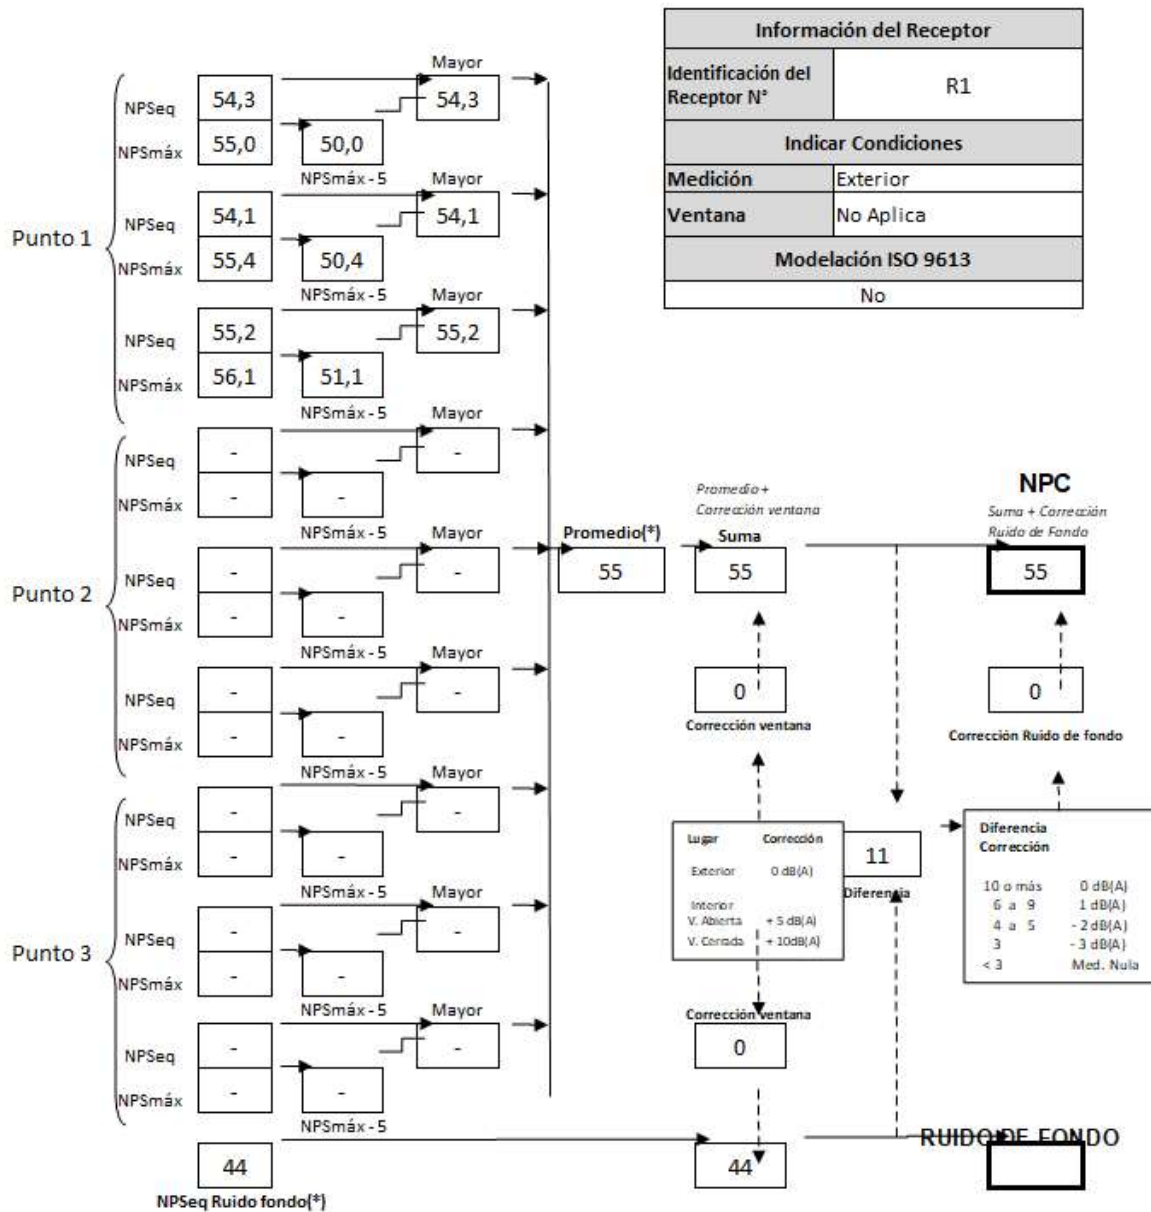 Información del Receptor
Identificación del Receptor N°
R1
Indicar Condiciones
Medición Exterior
Ventana No Aplica
Modelación ISO 9613
No
Punto 1
Mayor
NPSeq 54,3 54,3
NPSmáx 55,0 50,0
NPSmáx - 5 Mayor
NPSeq 54,1 54,1
NPSmáx 55,4 50,4
NPSmáx - 5 Mayor
NPSeq 55,2 55,2
NPSmáx 56,1 51,1
NPSmáx - 5 Mayor
Punto 2
NPSeq - -
NPSmáx - -
NPSmáx - 5 Mayor
NPSeq - -
NPSmáx - -
NPSmáx - 5 Mayor
NPSeq - -
NPSmáx - -
NPSmáx - 5 Mayor
Punto 3
NPSeq - -
NPSmáx - -
NPSmáx - 5 Mayor
NPSeq - -
NPSmáx - -
NPSmáx - 5 Mayor
NPSeq - -
NPSmáx - -
NPSmáx - 5
44
NPSeq Ruido fondo(*)
Promedio(*)
55
Promedio +
Corrección ventana
Suma
55
0
Corrección ventana
Lugar Corrección
Exterior 0 dB(A)
Interior
V. Abierta + 5 dB(A)
V. Cerrada + 10dB(A)
Corrección ventana
0
44
11
Diferencia
NPC
Suma + Corrección
Ruido de Fondo
55
0
Corrección Ruido de fondo
Diferencia
Corrección
10 o más 0 dB(A)
6 a 9 1 dB(A)
4 a 5 - 2 dB(A)
3 - 3 dB(A)
< 3 Med. Nula
RUIDO DE FONDO